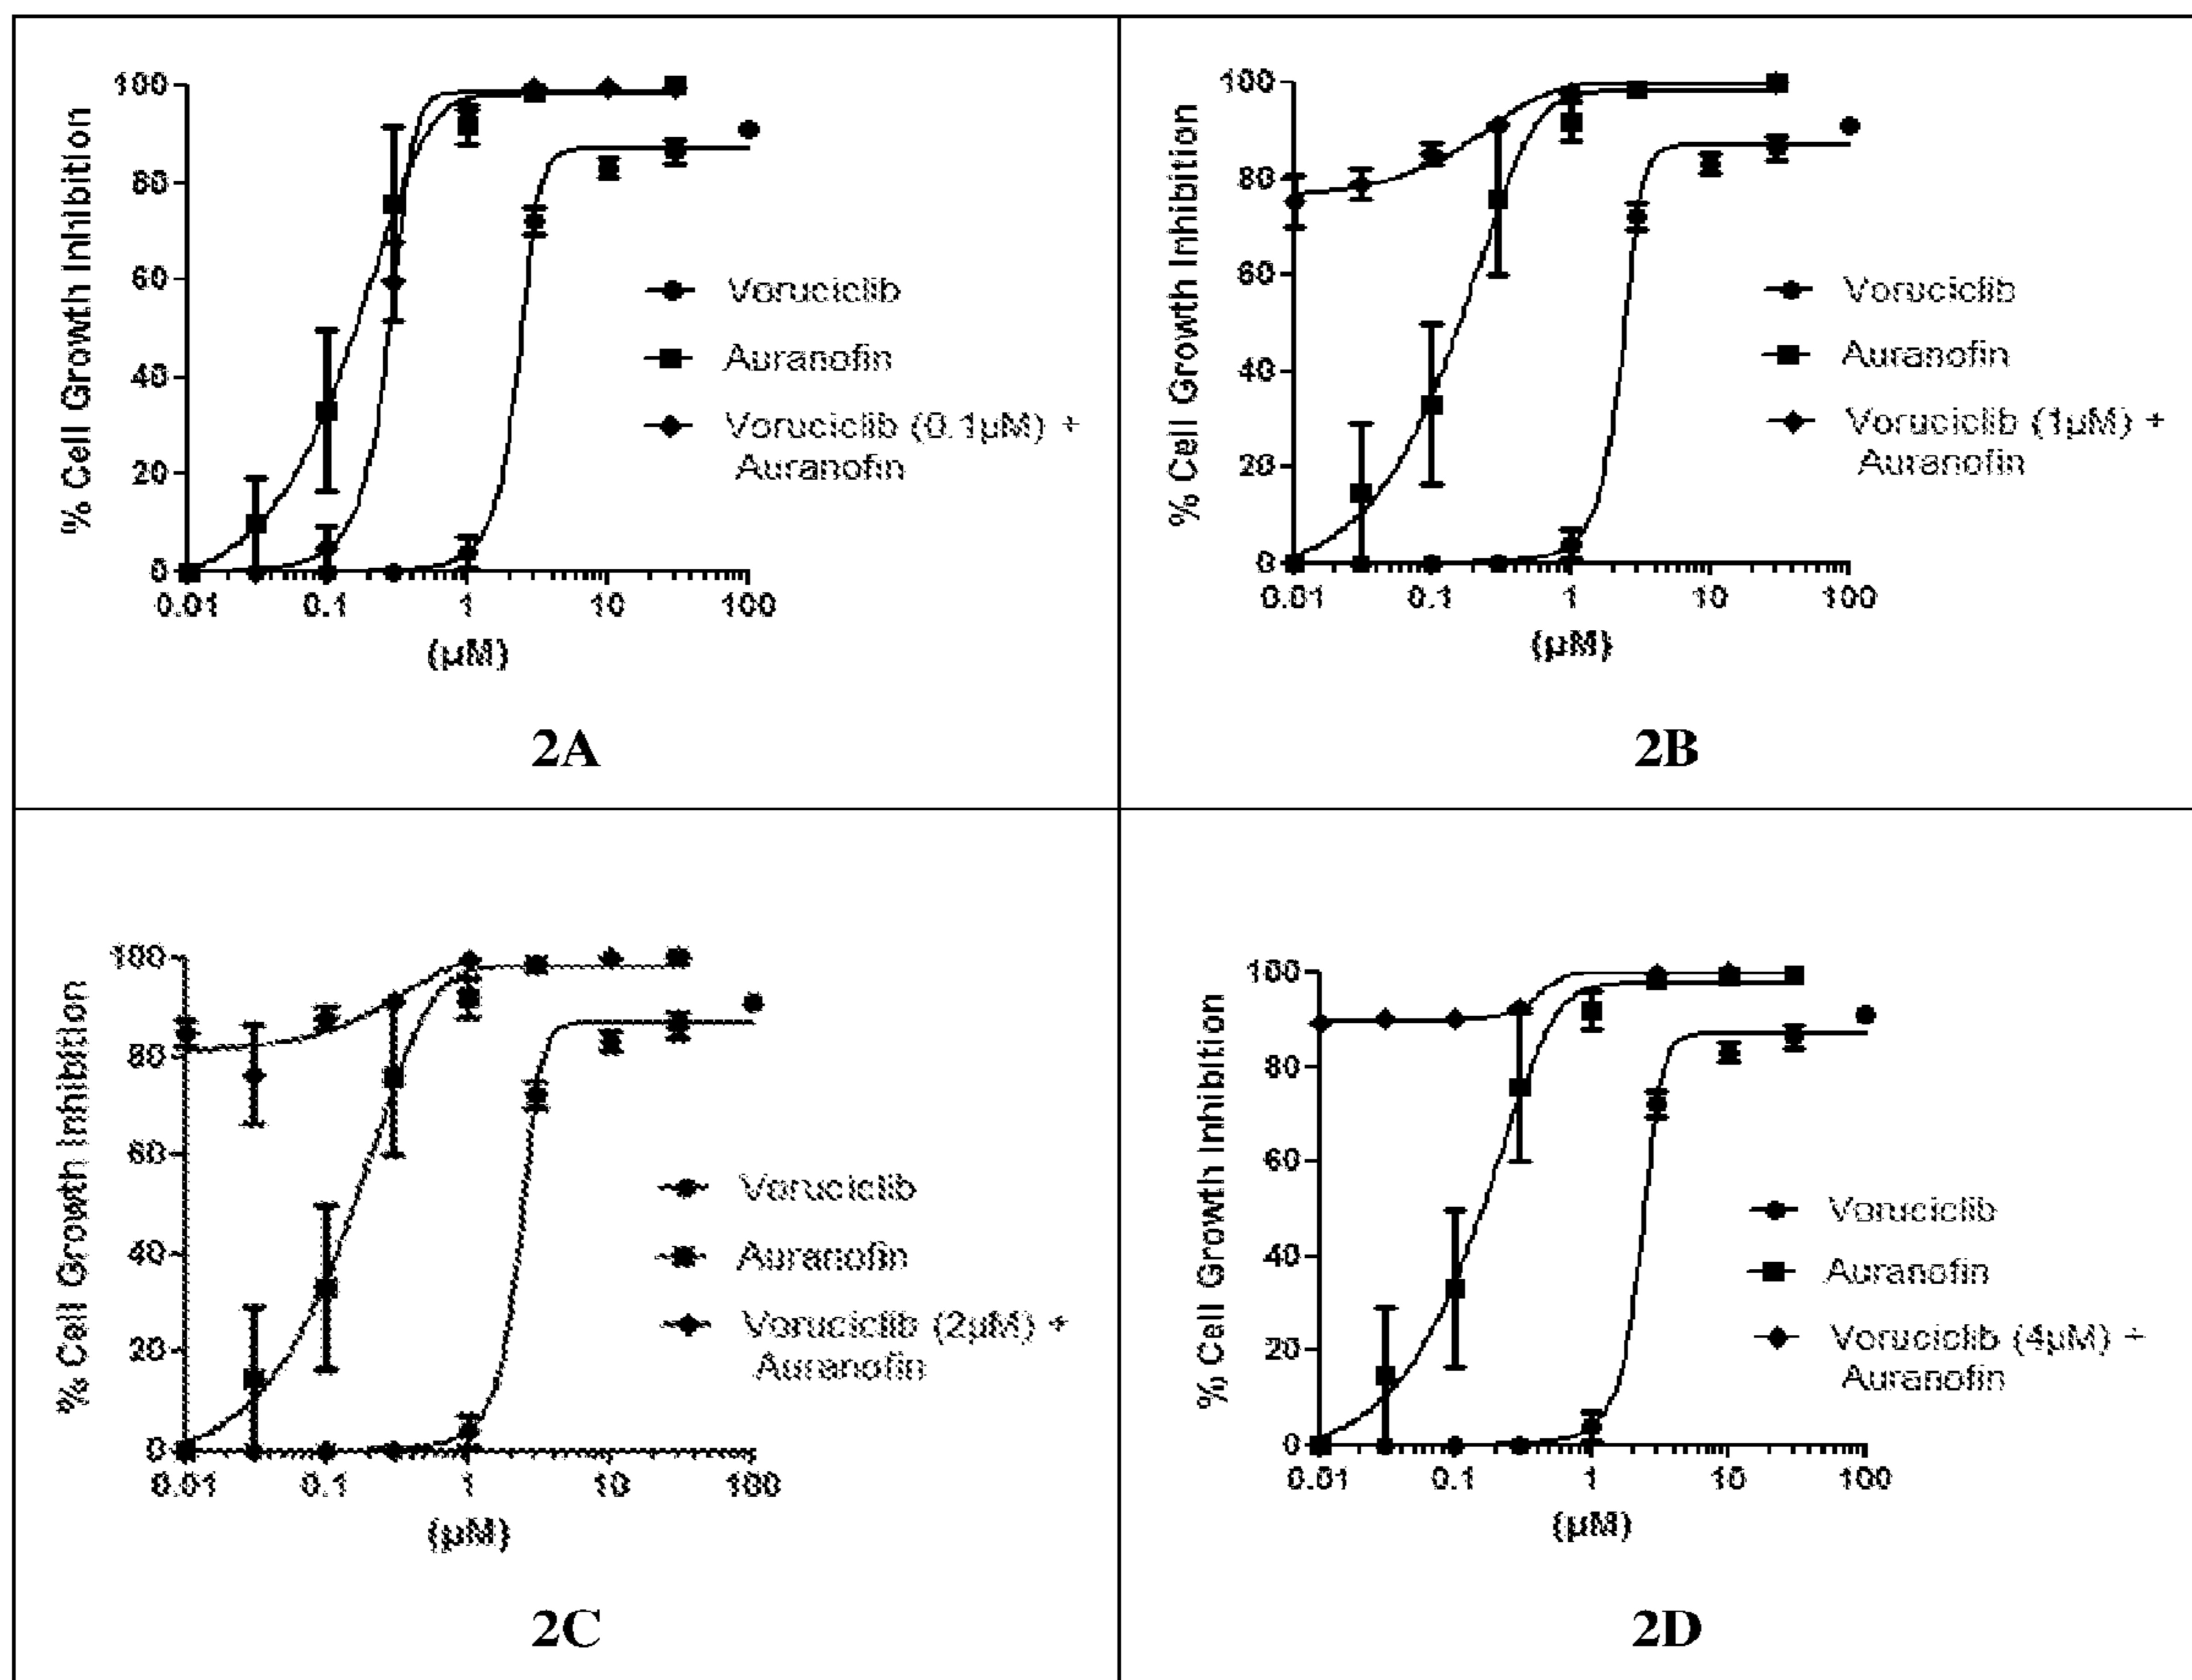 100
80
60
40
20
0
% Cell Growth Inhibition
0.01 0.1 1 10 100
(µM)
Voruciclib
Auranofin
Voruciclib (0.1µM) +
Auranofin
2A
100
80
60
40
20
0
% Cell Growth Inhibition
0.01 0.1 1 10 100
(µM)
Voruciclib
Auranofin
Voruciclib (1µM) +
Auranofin
2B
100
80
60
40
20
0
% Cell Growth Inhibition
0.01 0.1 1 10 100
(µM)
Voruciclib
Auranofin
Voruciclib (2µM) +
Auranofin
2C
100
80
60
40
20
0
% Cell Growth Inhibition
0.01 0.1 1 10 100
(µM)
Voruciclib
Auranofin
Voruciclib (4µM) +
Auranofin
2D